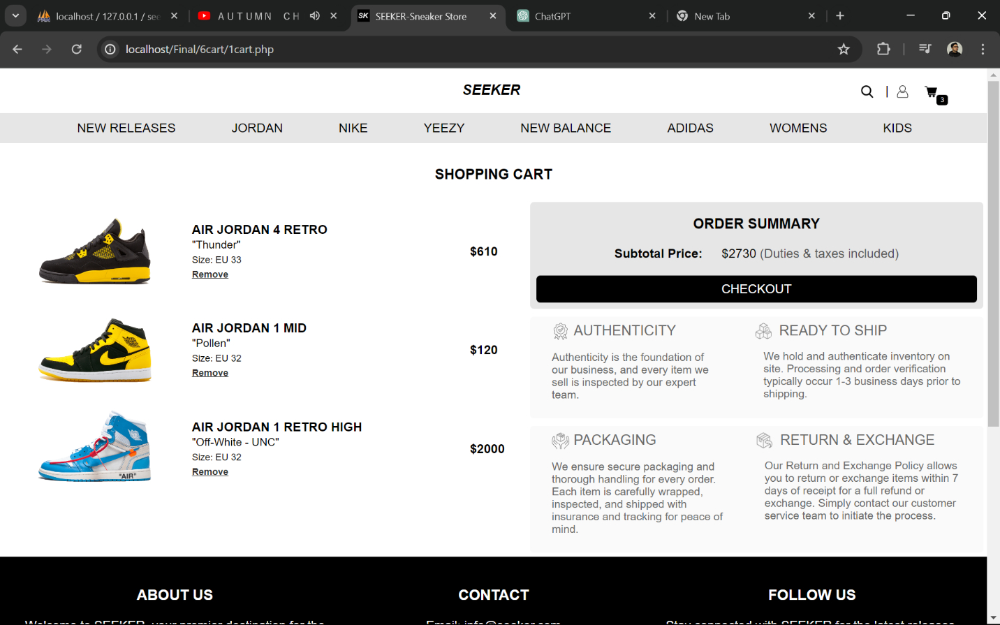 localhost / 127.0.0.1 / see
A U T U M N C H
SK
SEEKER-Sneaker Store
ChatGPT
New Tab
localhost/Final/6cart/1cart.php
SEEKER
3
NEW RELEASES JORDAN NIKE YEEZY NEW BALANCE ADIDAS WOMENS KIDS
SHOPPING CART
AIR JORDAN 4 RETRO
"Thunder"
Size: EU 33
Remove
$610
AIR JORDAN 1 MID
"Pollen"
Size: EU 32
Remove
$120
AIR JORDAN 1 RETRO HIGH
"Off-White - UNC"
Size: EU 32
Remove
$2000
"AIR"
ORDER SUMMARY
Subtotal Price: $2730 (Duties & taxes included)
CHECKOUT
AUTHENTICITY
Authenticity is the foundation of
our business, and every item we
sell is inspected by our expert
team.
READY TO SHIP
We hold and authenticate inventory on
site. Processing and order verification
typically occur 1-3 business days prior to
shipping.
PACKAGING
We ensure secure packaging and
thorough handling for every order.
Each item is carefully wrapped,
inspected, and shipped with
insurance and tracking for peace of
mind.
RETURN & EXCHANGE
Our Return and Exchange Policy allows
you to return or exchange items within 7
days of receipt for a full refund or
exchange. Simply contact our customer
service team to initiate the process.
ABOUT US
Welcome to SEEKER, your premier destination for the
CONTACT
Email: info@seeker.com
FOLLOW US
Stay connected with SEEKER for the latest releases